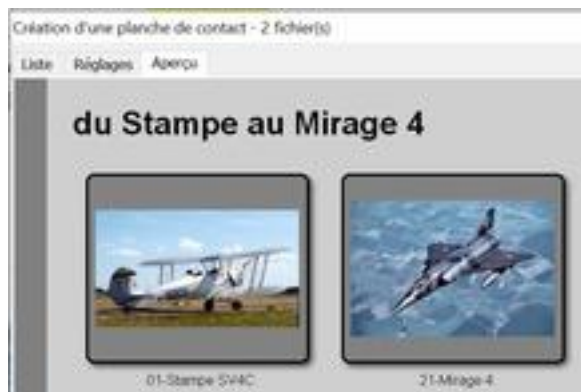 Création d'une planche de contact - 2 fichier(s)
Liste Réglages Aperçu
du Stampe au Mirage 4
01-Stampe SV4C 21-Mirage-4